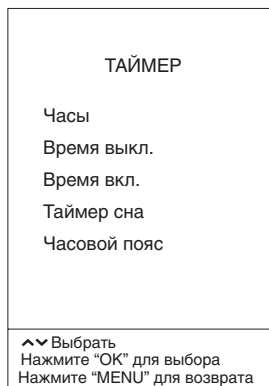 ТАЙМЕР
Часы
Время выкл.
Время вкл.
Таймер сна
Часовой пояс
Выбрать
Нажмите “OK” для выбора
Нажмите “MENU” для возврата